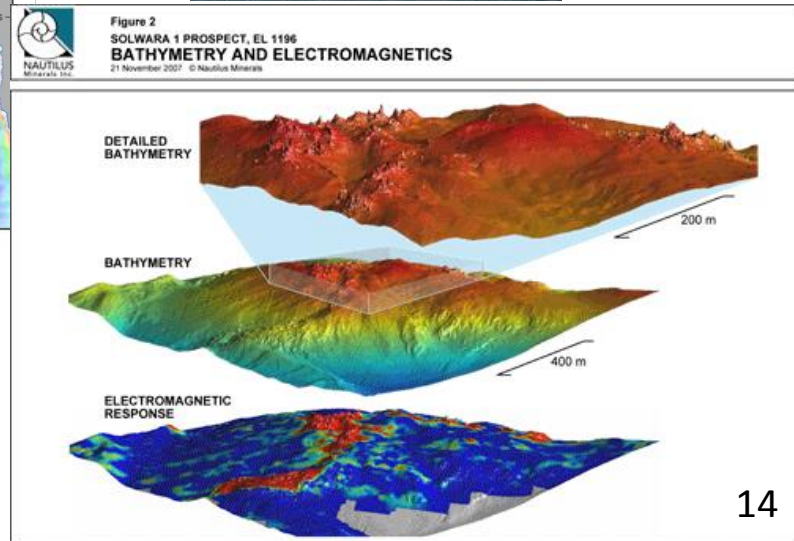 Figure 2
SOLWARA 1 PROSPECT, EL 1196
BATHYMETRY AND ELECTROMAGNETICS
21 November 2007 © Nautilus Minerals
NAUTILUS
Minerals Inc.
DETAILED
BATHYMETRY
200 m
BATHYMETRY
400 m
ELECTROMAGNETIC
RESPONSE
14